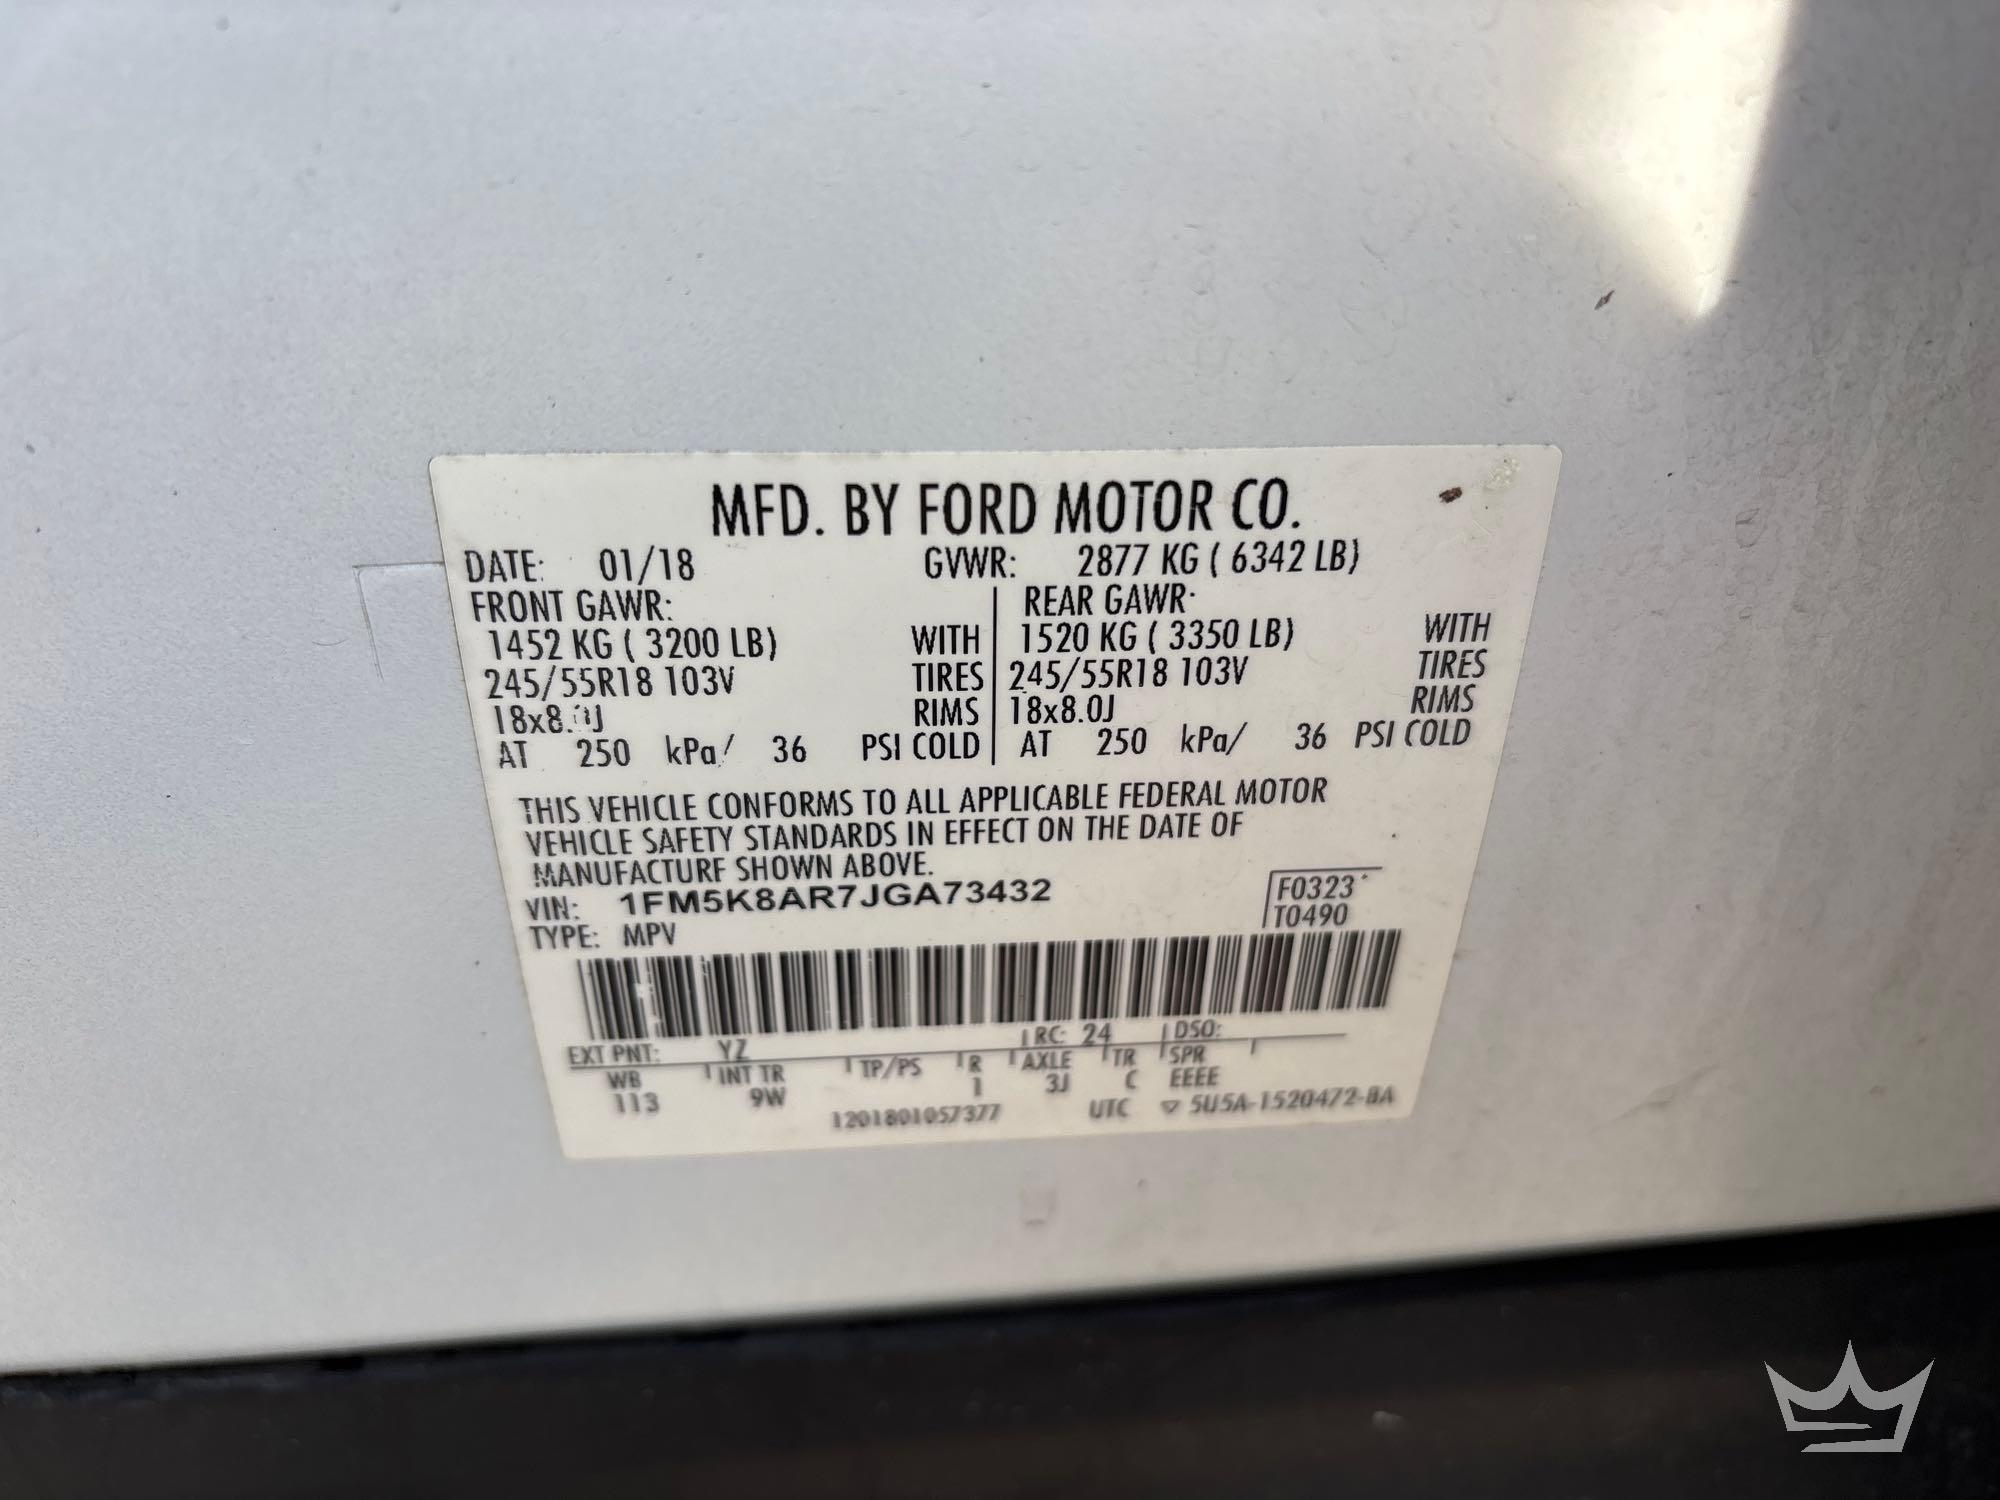 MFD. BY FORD MOTOR CO.
DATE: 01/18 GVWR: 2877 KG ( 6342 LB)
FRONT GAWR: REAR GAWR:
1452 KG ( 3200 LB) WITH 1520 KG ( 3350 LB) WITH
245/55R18 103V TIRES 245/55R18 103V TIRES
18x8.0J RIMS 18x8.0J RIMS
AT 250 kPa/ 36 PSI COLD AT 250 kPa/ 36 PSI COLD
THIS VEHICLE CONFORMS TO ALL APPLICABLE FEDERAL MOTOR
VEHICLE SAFETY STANDARDS IN EFFECT ON THE DATE OF
MANUFACTURE SHOWN ABOVE.
VIN: 1FM5K8AR7JGA73432 F0323
TYPE: MPV T0490
EXT PNT: YZ RC: 24 DSO:
WB INT TR TP/PS R AXLE TR SPR
113 9W 1 3J C EEEE
1201801057377 UTC ▽ 5U5A-1520472-BA